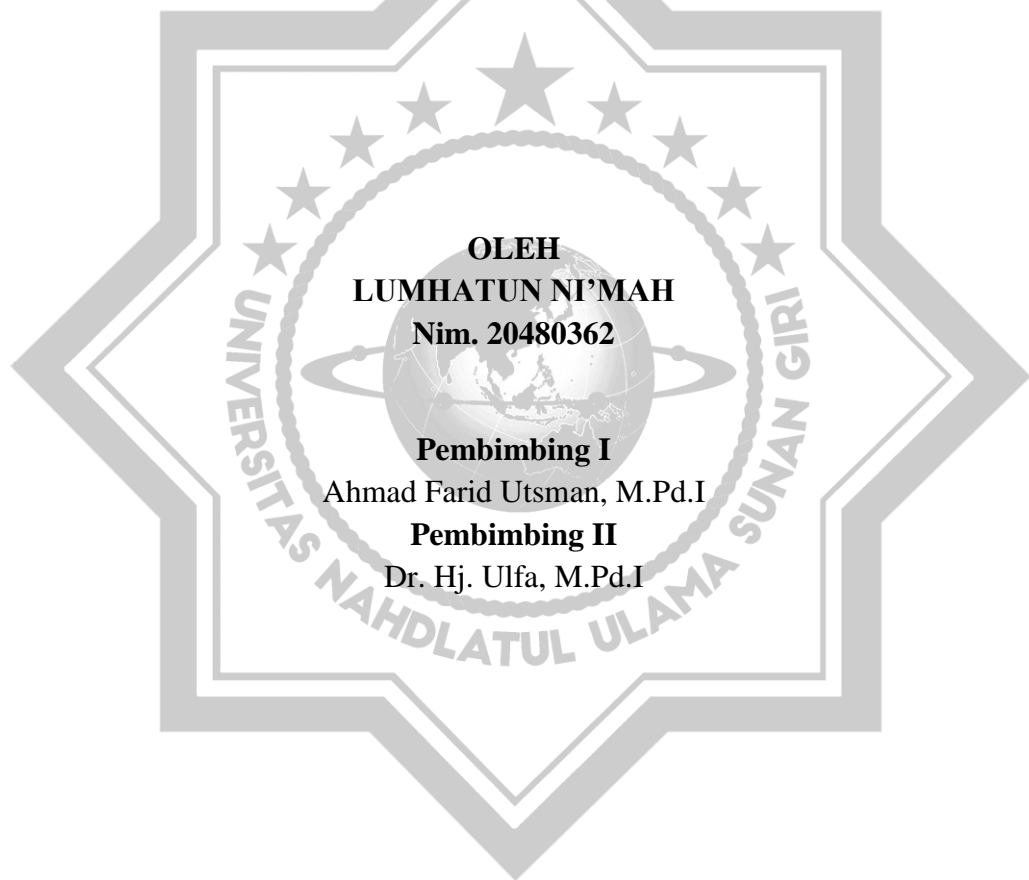 OLEH
LUMHATUN NI’MAH
Nim. 20480362
Pembimbing I
Ahmad Farid Utsman, M.Pd.I
Pembimbing II
Dr. Hj. Ulfa, M.Pd.I
UNIVERSITAS NAHDLATUL ULAMA SUNAN GIRI